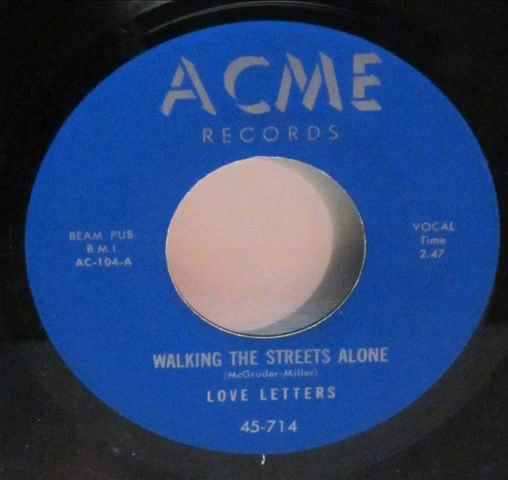 ACME
RECORDS
BEAM PUB.
B.M.I.
AC-104-A
VOCAL
Time
2:47
WALKING THE STREETS ALONE
(McGruder-Miller)
LOVE LETTERS
45-714